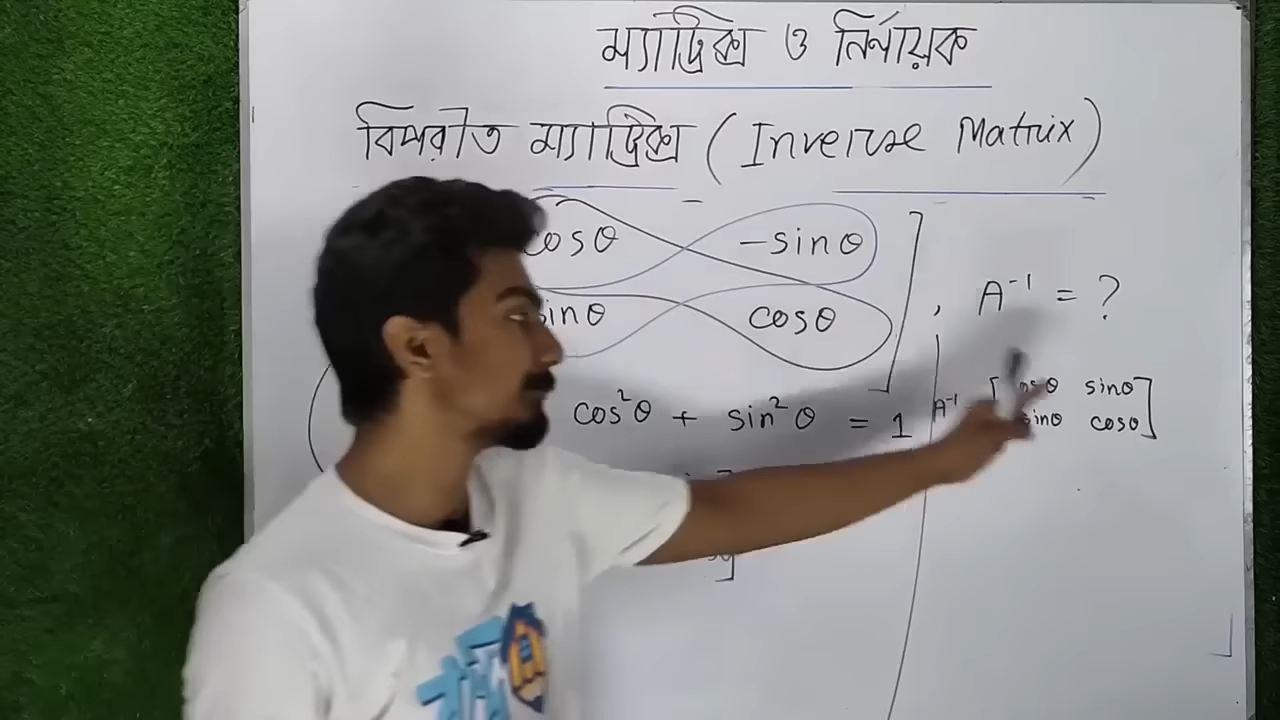 ম্যাট্রিক্স ও নির্ণায়ক
বিপরীত ম্যাট্রিক্স (Inverse Matrix)
cosθ -sinθ ] , A⁻¹ = ?
sinθ cosθ
cos²θ + sin²θ = 1
A⁻¹ [cosθ sinθ]
sinθ cosθ